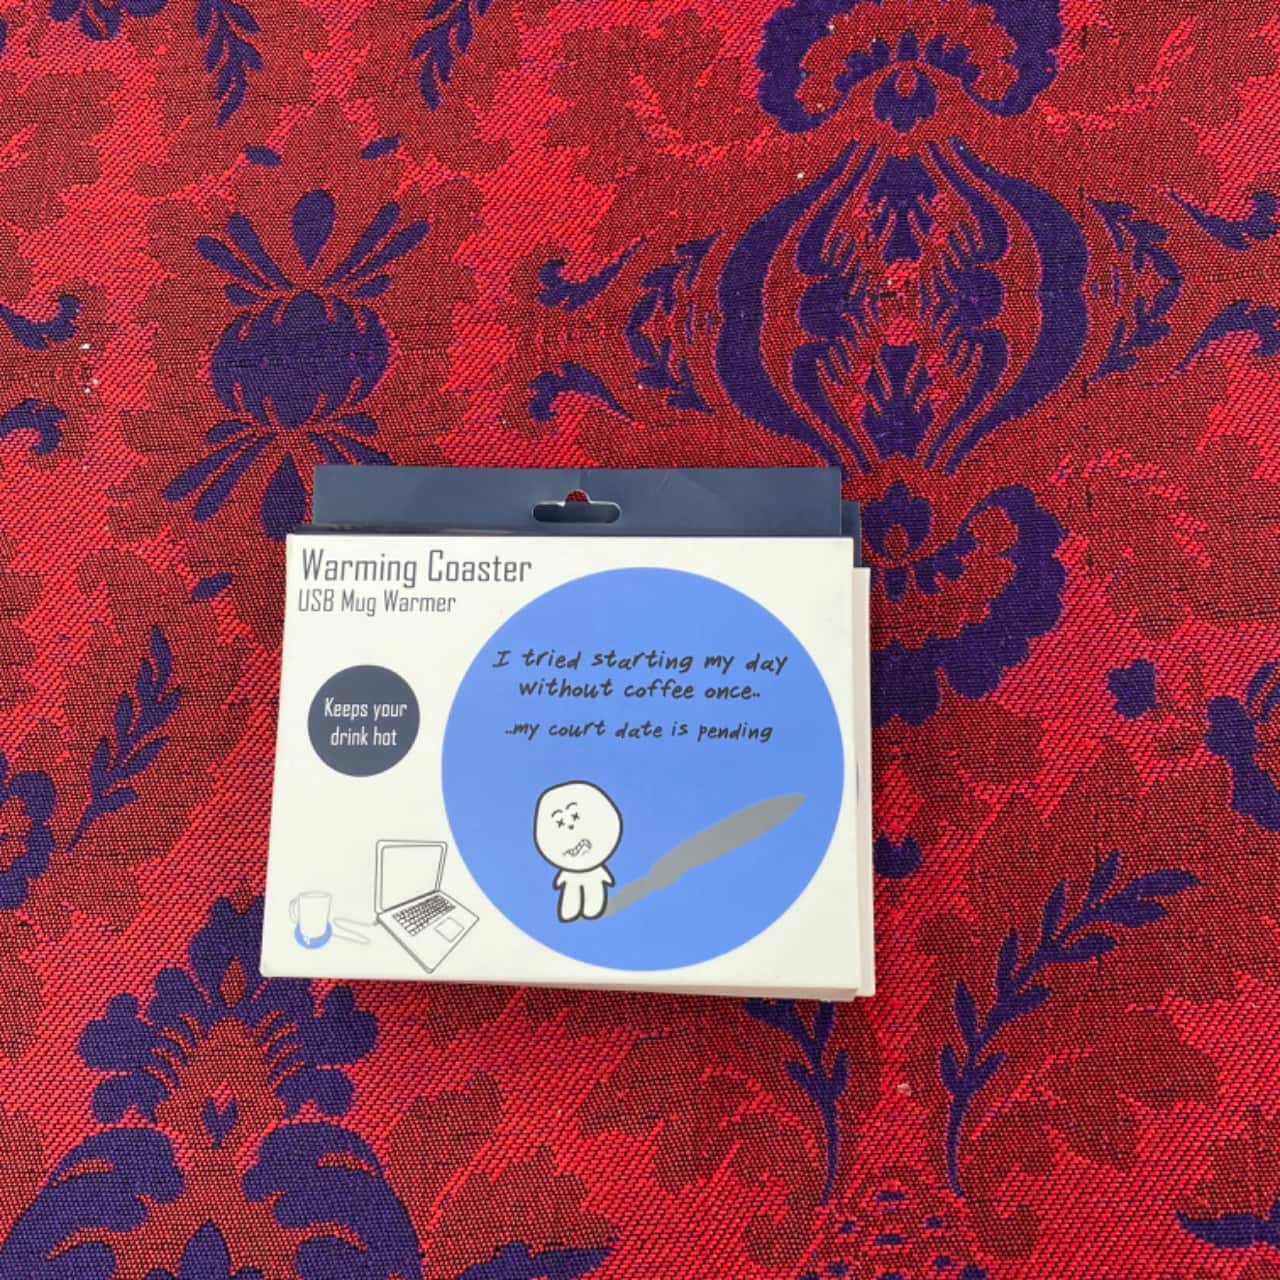 Warming Coaster
USB Mug Warmer
Keeps your
drink hot
I tried starting my day
without coffee once..
..my court date is pending